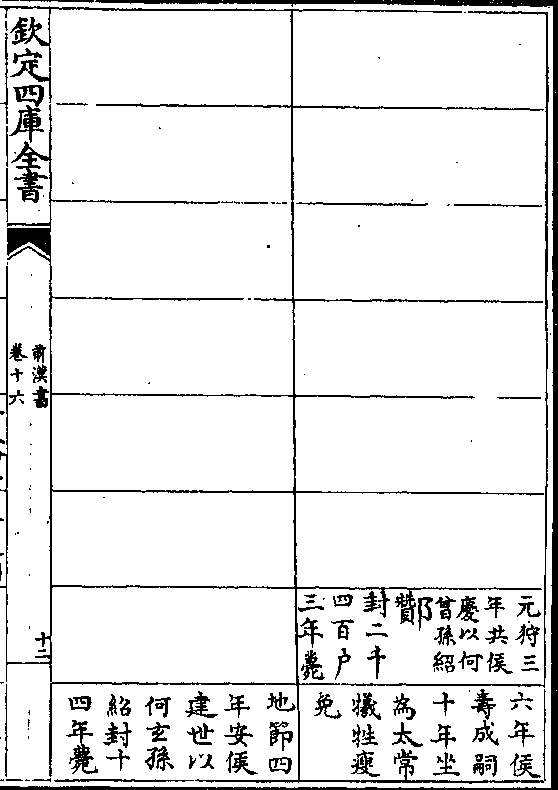 元狩三
年共侯
慶以何
曾孫紹
酇
封二千
四百户
三年薨
六年侯
壽成嗣
十年坐
為太常
犧牲瘦
免
地節四
年安侯
建世以
何玄孫
紹封十
四年薨
欽定四庫全書
前漢書
卷十六
十二